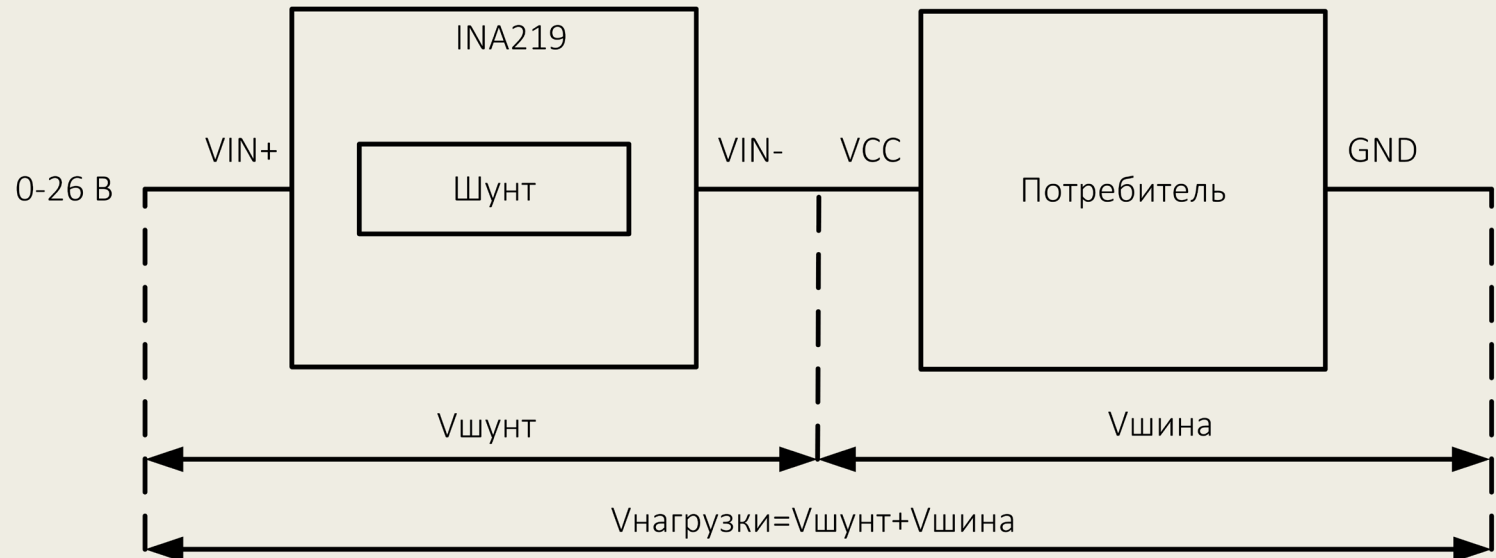 INA219
VIN+
VIN-
VCC
GND
0-26 В
Шунт
Потребитель
Vшунт
Vшина
Vнагрузки=Vшунт+Vшина